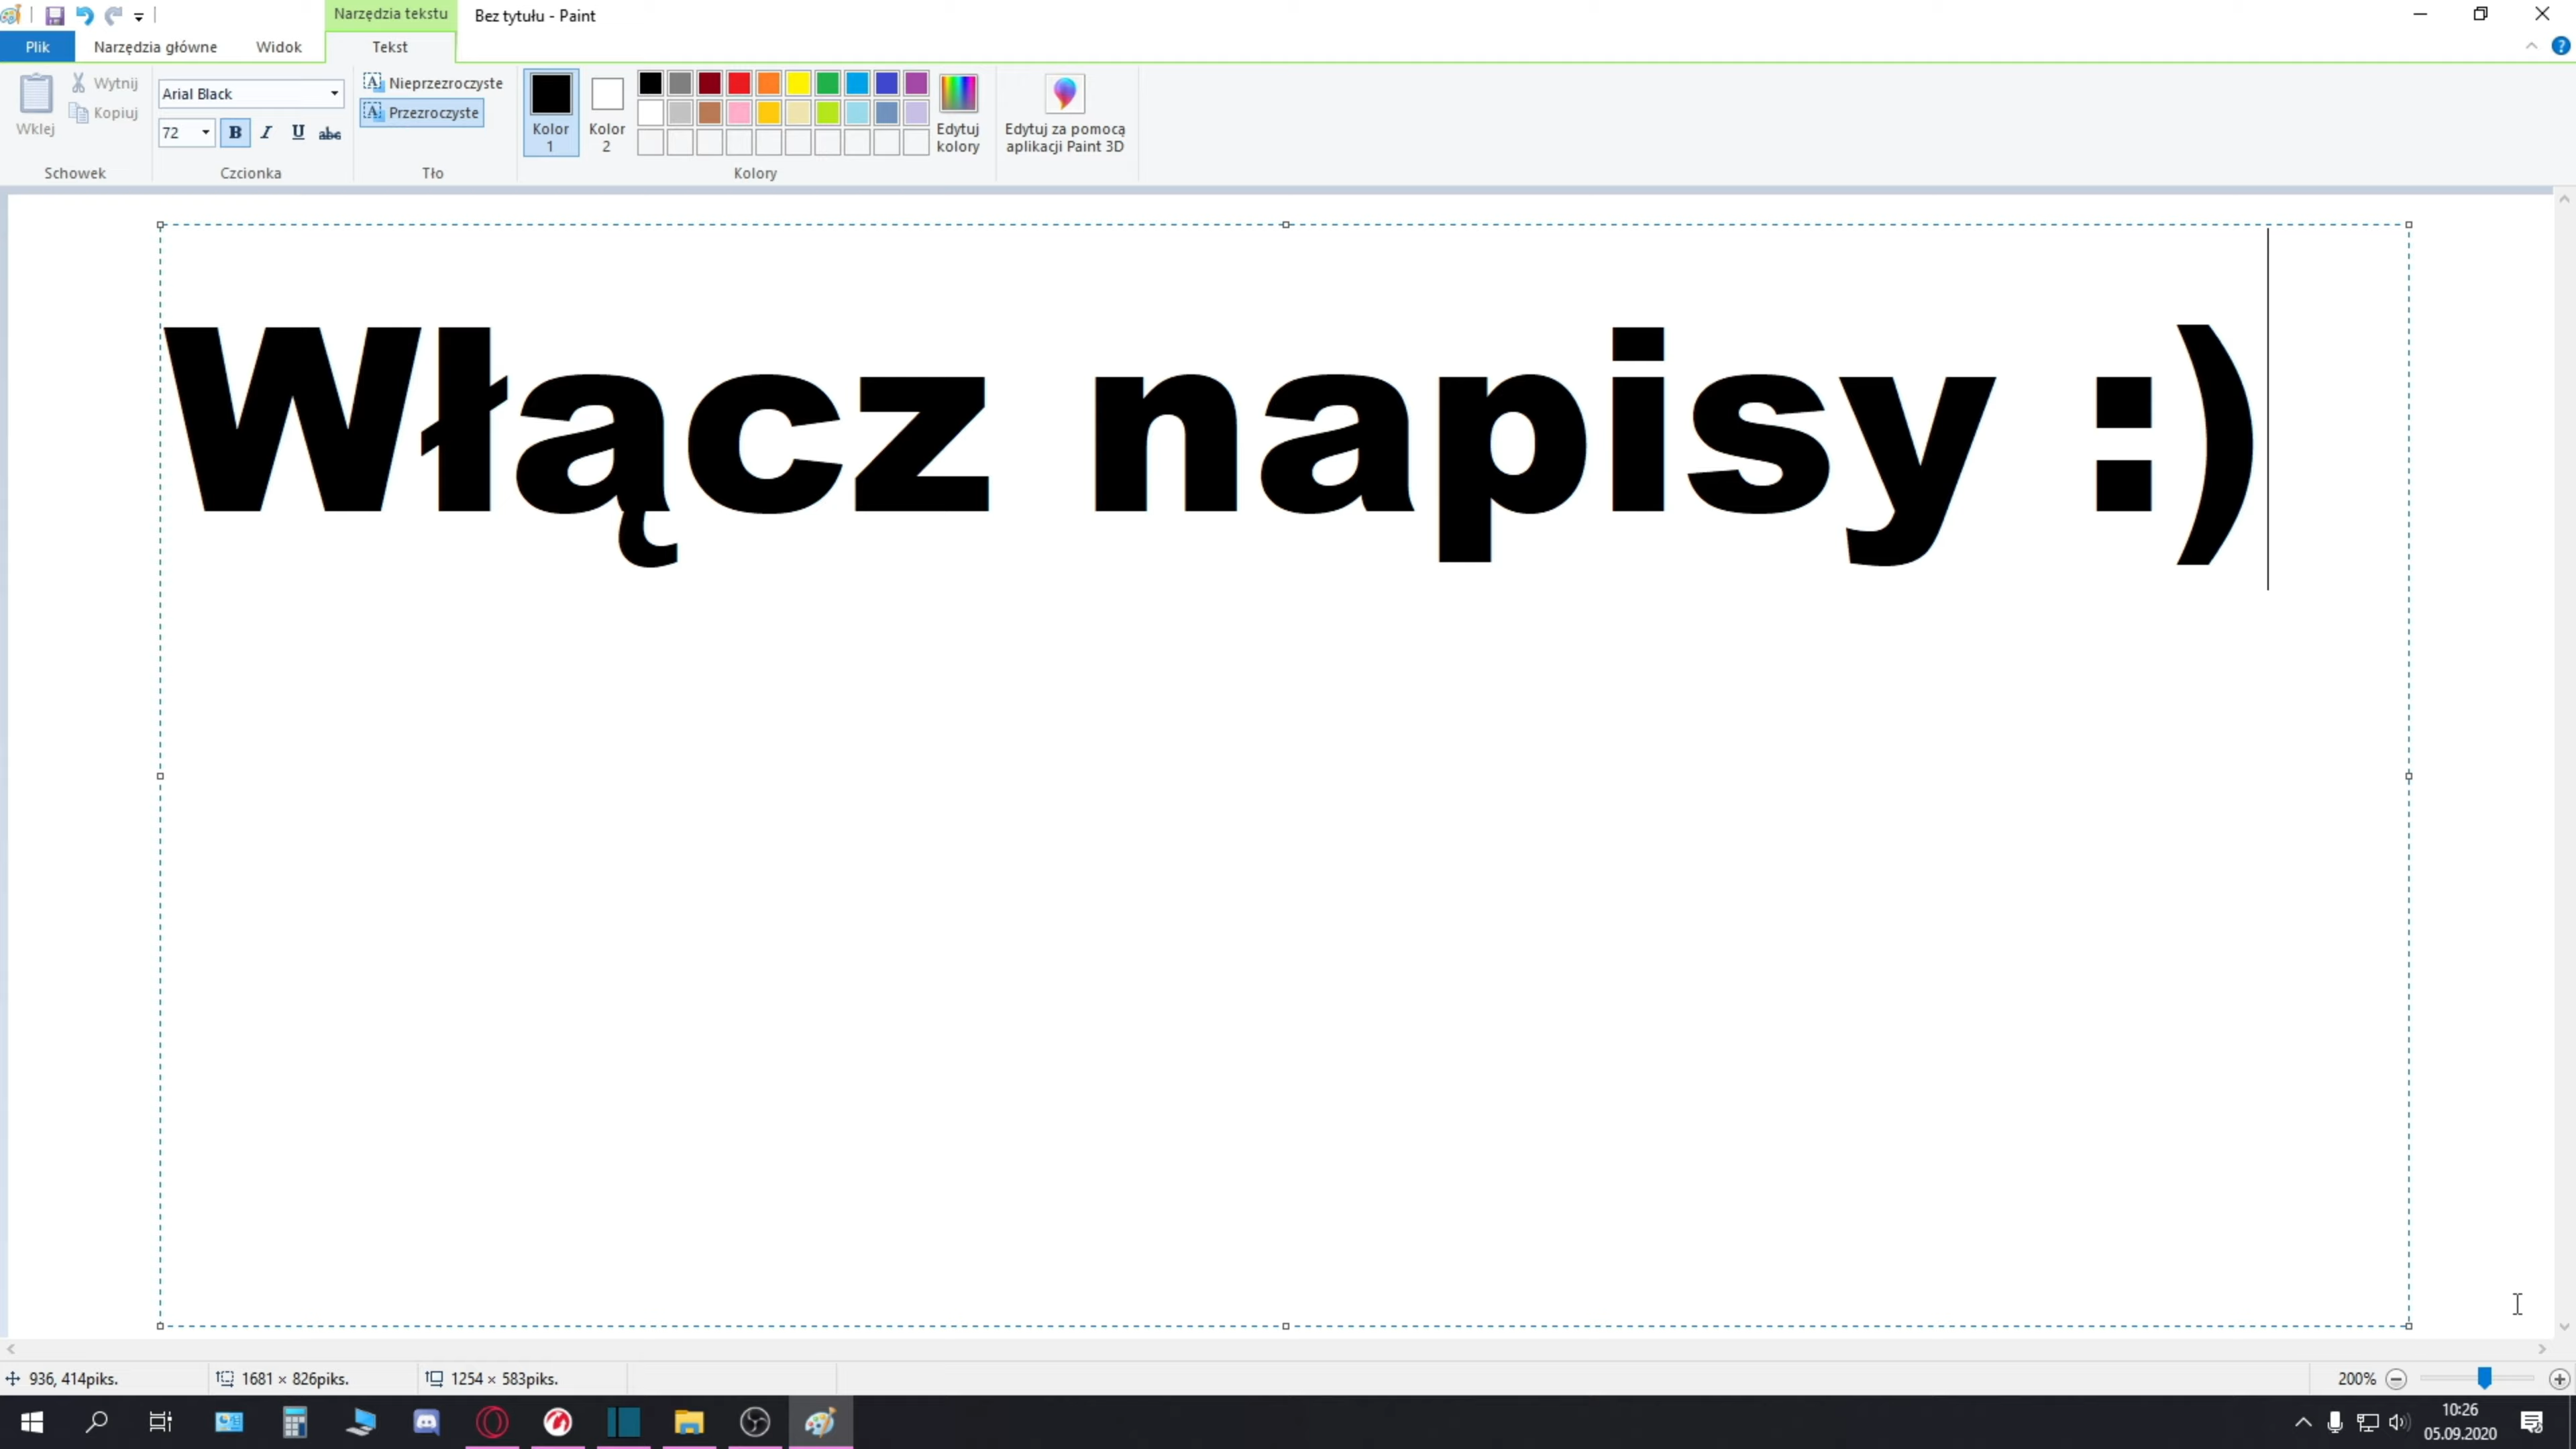 Narzędzia tekstu
Bez tytułu - Paint
Plik
Narzędzia główne
Widok
Tekst
Wklej
Wytnij
Kopiuj
Schowek
Arial Black
72
B I U abc
Czcionka
Nieprzezroczyste
Przezroczyste
Tło
Kolor
1
Kolor
2
Edytuj
kolory
Kolory
Edytuj za pomocą
aplikacji Paint 3D
Włącz napisy :)
936, 414piks.
1681 × 826piks.
1254 × 583piks.
200%
10:26
05.09.2020